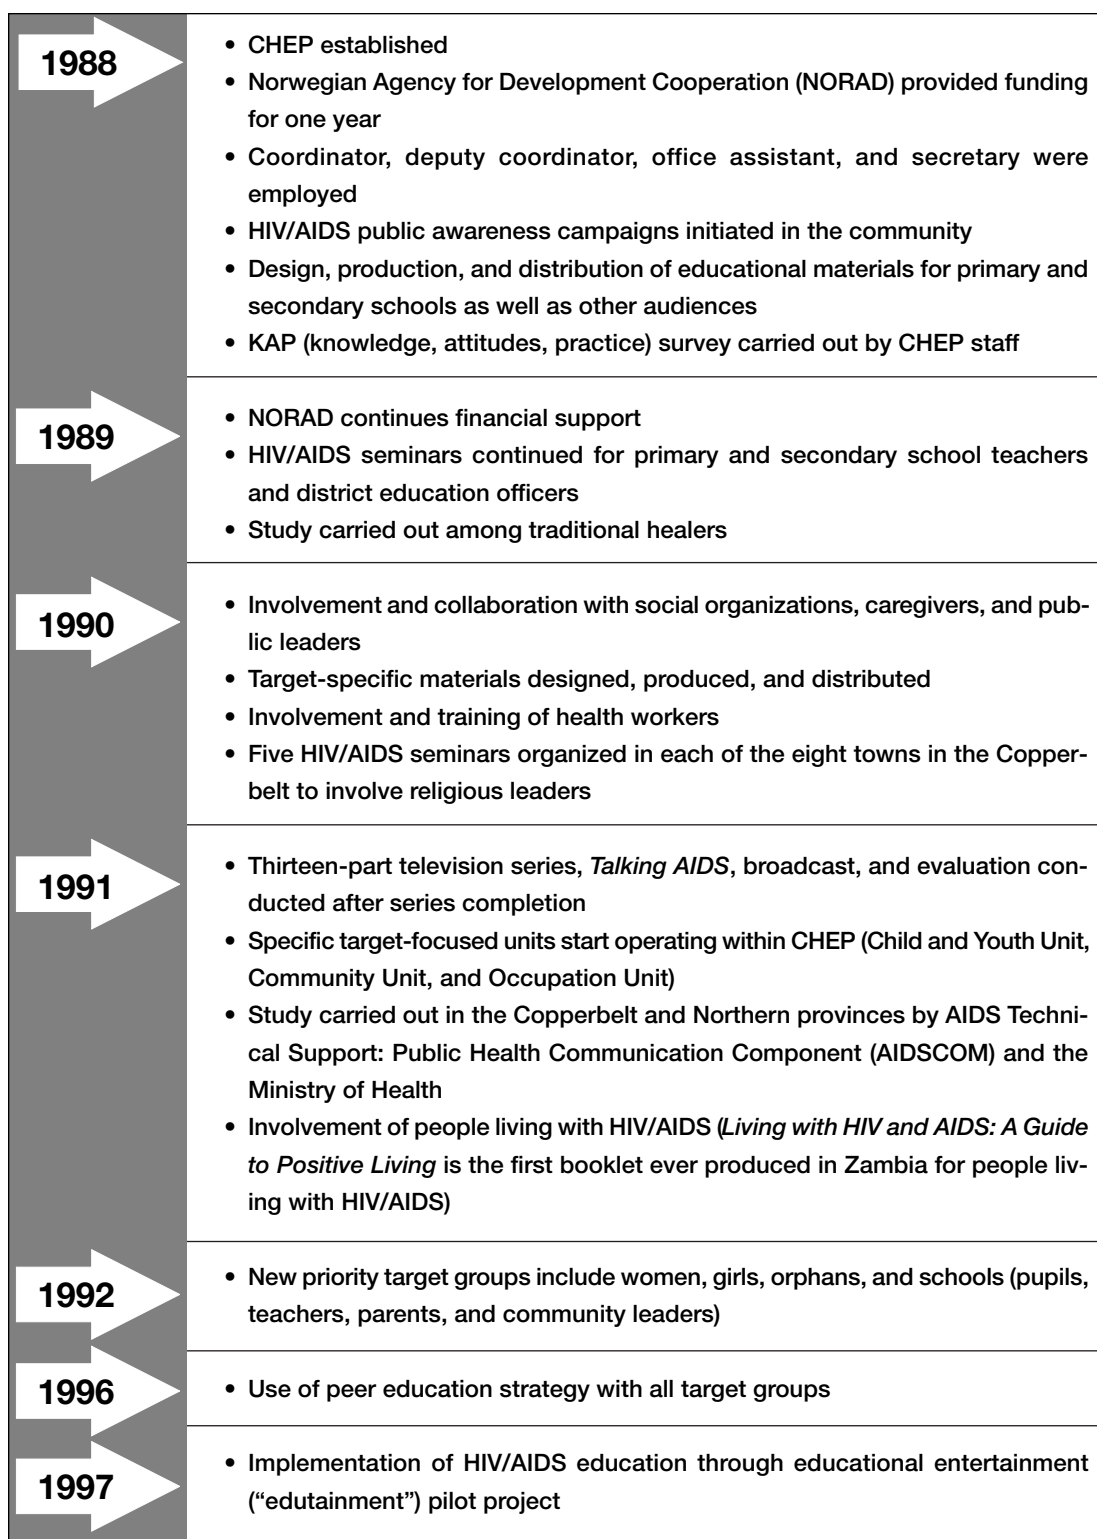 1988
• CHEP established
• Norwegian Agency for Development Cooperation (NORAD) provided funding
for one year
• Coordinator, deputy coordinator, office assistant, and secretary were
employed
• HIV/AIDS public awareness campaigns initiated in the community
• Design, production, and distribution of educational materials for primary and
secondary schools as well as other audiences
• KAP (knowledge, attitudes, practice) survey carried out by CHEP staff
1989
• NORAD continues financial support
• HIV/AIDS seminars continued for primary and secondary school teachers
and district education officers
• Study carried out among traditional healers
1990
• Involvement and collaboration with social organizations, caregivers, and pub-
lic leaders
• Target-specific materials designed, produced, and distributed
• Involvement and training of health workers
• Five HIV/AIDS seminars organized in each of the eight towns in the Copper-
belt to involve religious leaders
1991
• Thirteen-part television series, Talking AIDS, broadcast, and evaluation con-
ducted after series completion
• Specific target-focused units start operating within CHEP (Child and Youth Unit,
Community Unit, and Occupation Unit)
• Study carried out in the Copperbelt and Northern provinces by AIDS Techni-
cal Support: Public Health Communication Component (AIDSCOM) and the
Ministry of Health
• Involvement of people living with HIV/AIDS (Living with HIV and AIDS: A Guide
to Positive Living is the first booklet ever produced in Zambia for people liv-
ing with HIV/AIDS)
1992
• New priority target groups include women, girls, orphans, and schools (pupils,
teachers, parents, and community leaders)
1996
• Use of peer education strategy with all target groups
1997
• Implementation of HIV/AIDS education through educational entertainment
(“edutainment”) pilot project